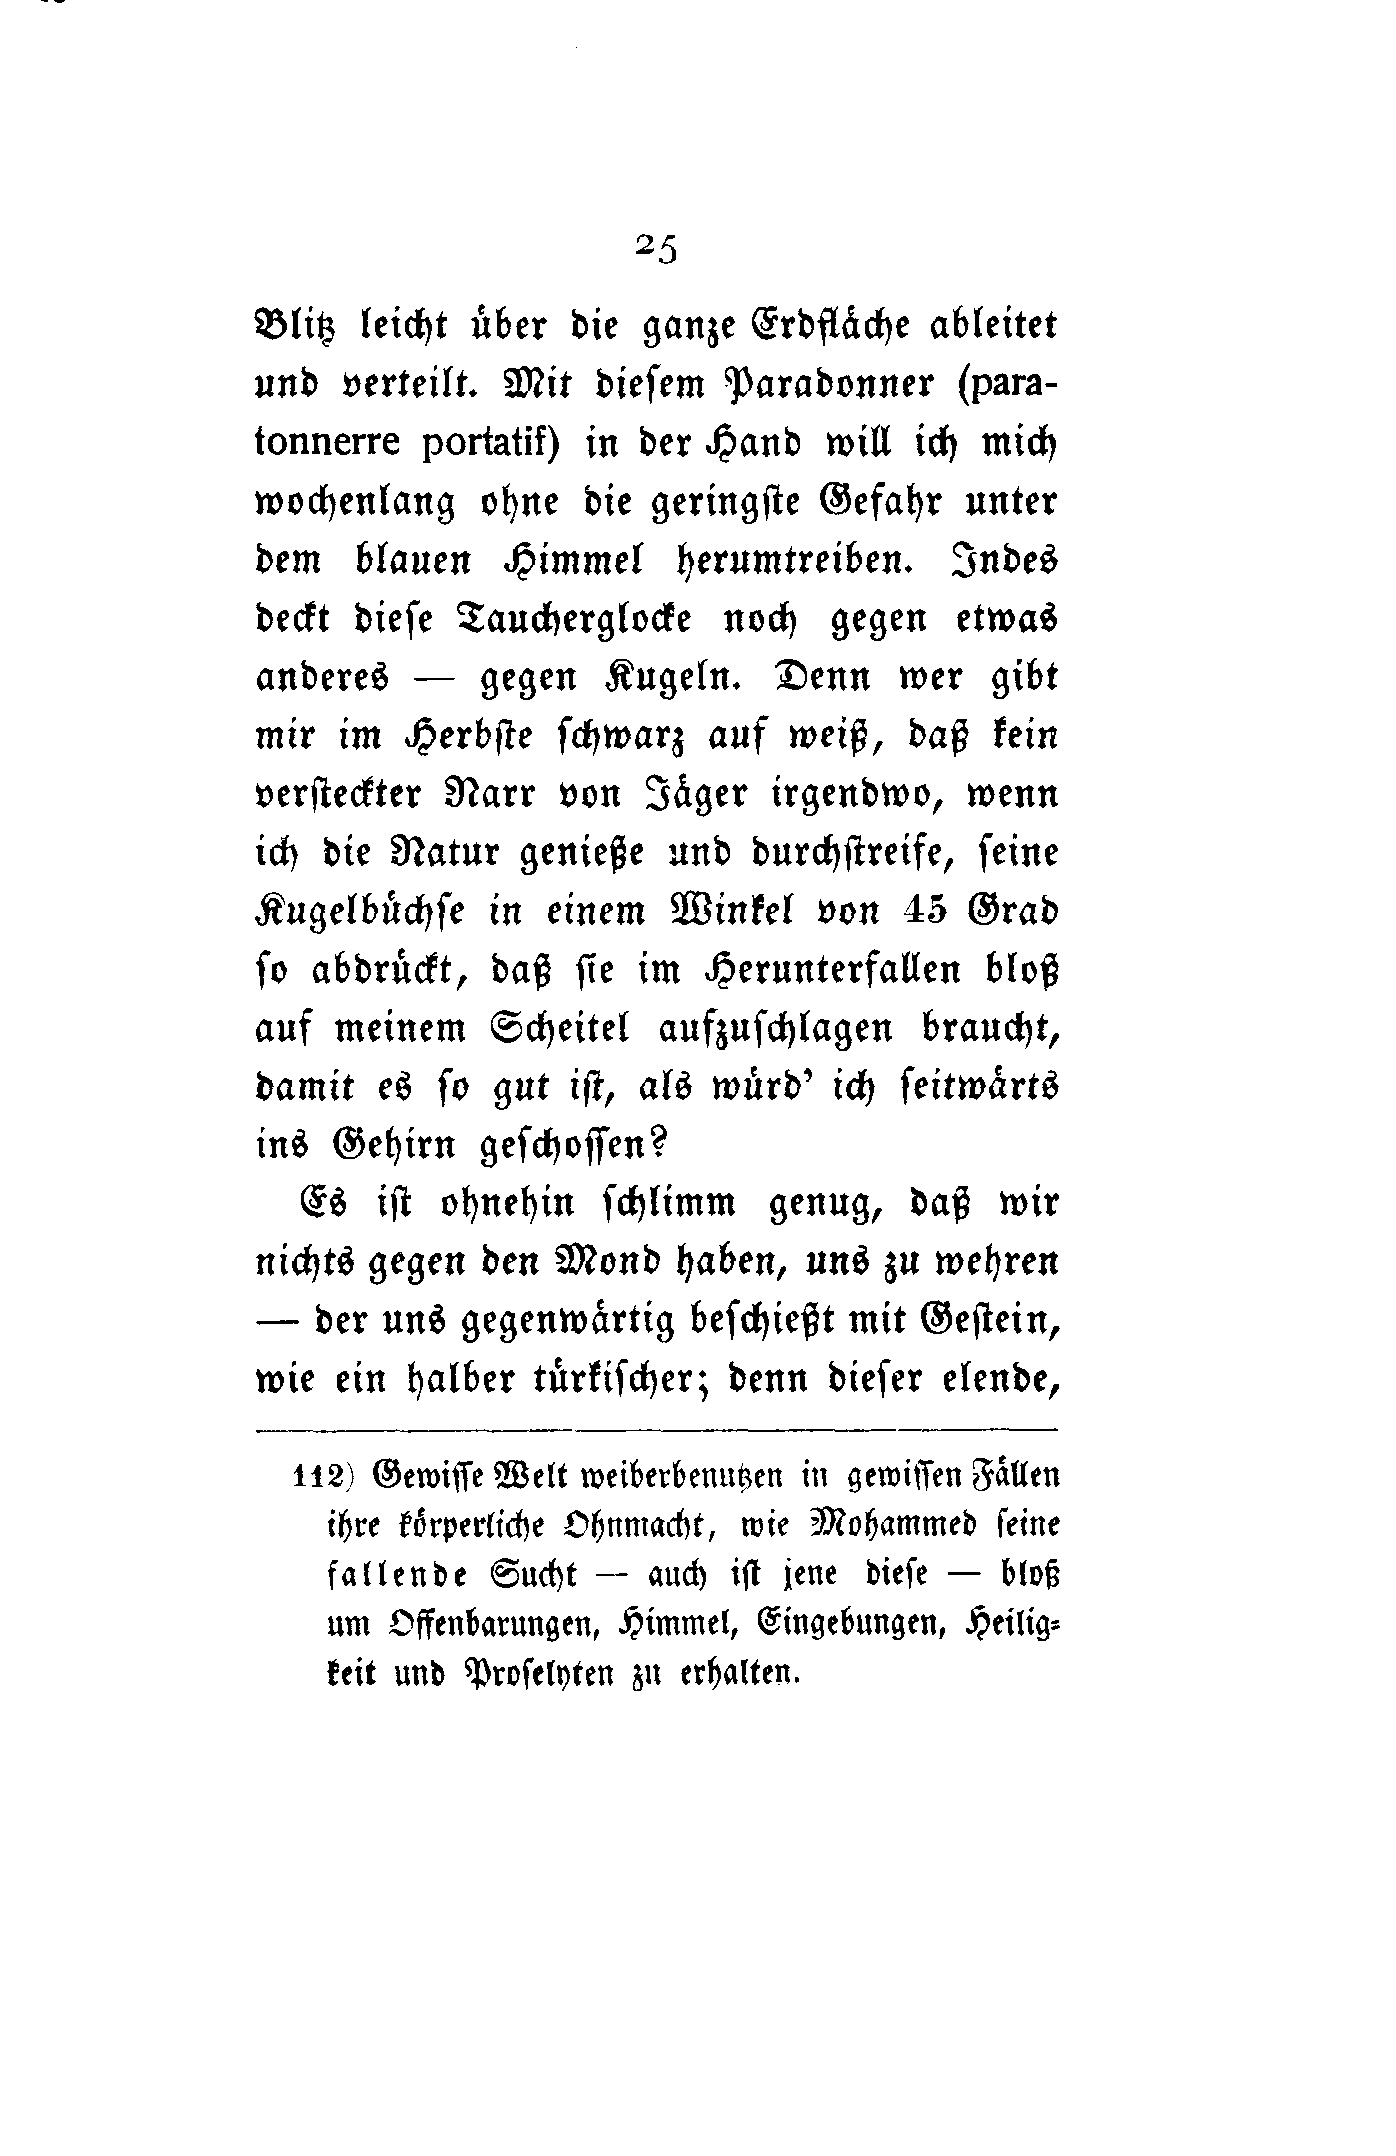 25
Blitz leicht über die ganze Erdfläche ableitet
und verteilt. Mit diesem Paradonner (para-
tonnerre portatif) in der Hand will ich mich
wochenlang ohne die geringste Gefahr unter
dem blauen Himmel herumtreiben. Indes
deckt diese Taucherglocke noch gegen etwas
anderes — gegen Kugeln. Denn wer gibt
mir im Herbste schwarz auf weiß, daß kein
versteckter Narr von Jäger irgendwo, wenn
ich die Natur genieße und durchstreife, seine
Kugelbüchse in einem Winkel von 45 Grad
so abdrückt, daß sie im Herunterfallen bloß
auf meinem Scheitel aufzuschlagen braucht,
damit es so gut ist, als würd' ich seitwärts
ins Gehirn geschossen?
Es ist ohnehin schlimm genug, daß wir
nichts gegen den Mond haben, uns zu wehren
— der uns gegenwärtig beschießt mit Gestein,
wie ein halber türkischer; denn dieser elende,
112) Gewisse Welt weiberbenutzen in gewissen Fällen
ihre körperliche Ohnmacht, wie Mohammed seine
fallende Sucht — auch ist jene diese — bloß
um Offenbarungen, Himmel, Eingebungen, Heilig-
keit und Proselyten zu erhalten.